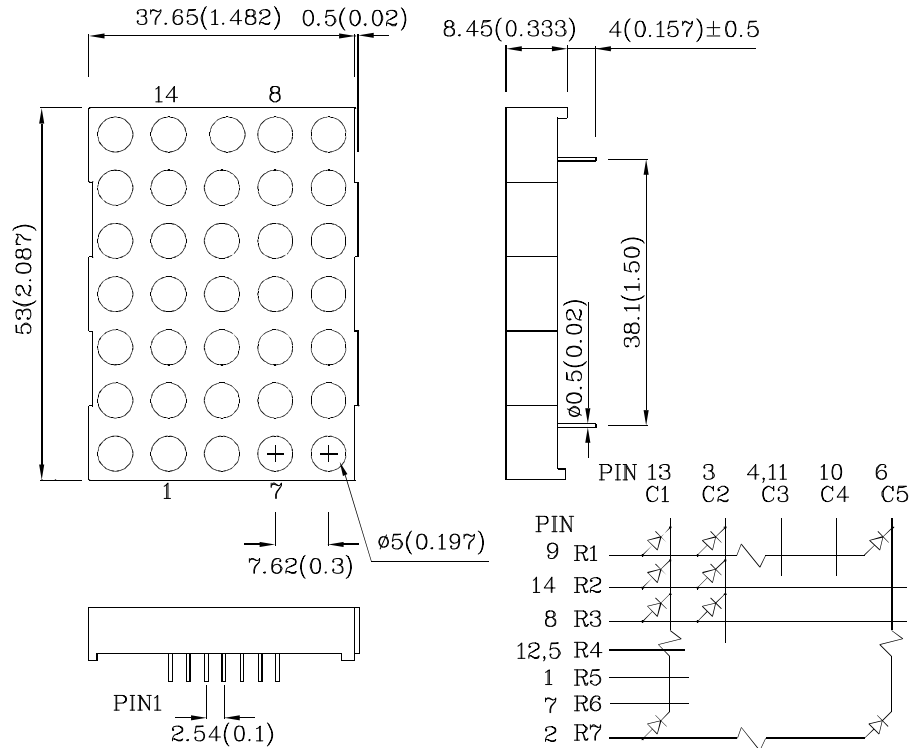 37.65(1.482) 0.5(0.02)
8.45(0.333) 4(0.157)±0.5
14 8
53(2.087)
38.1(1.50)
ø0.5(0.02)
1 7
ø5(0.197)
7.62(0.3)
PIN1
2.54(0.1)
PIN 13 3 4,11 10 6
C1 C2 C3 C4 C5
PIN
9 R1
14 R2
8 R3
12,5 R4
1 R5
7 R6
2 R7